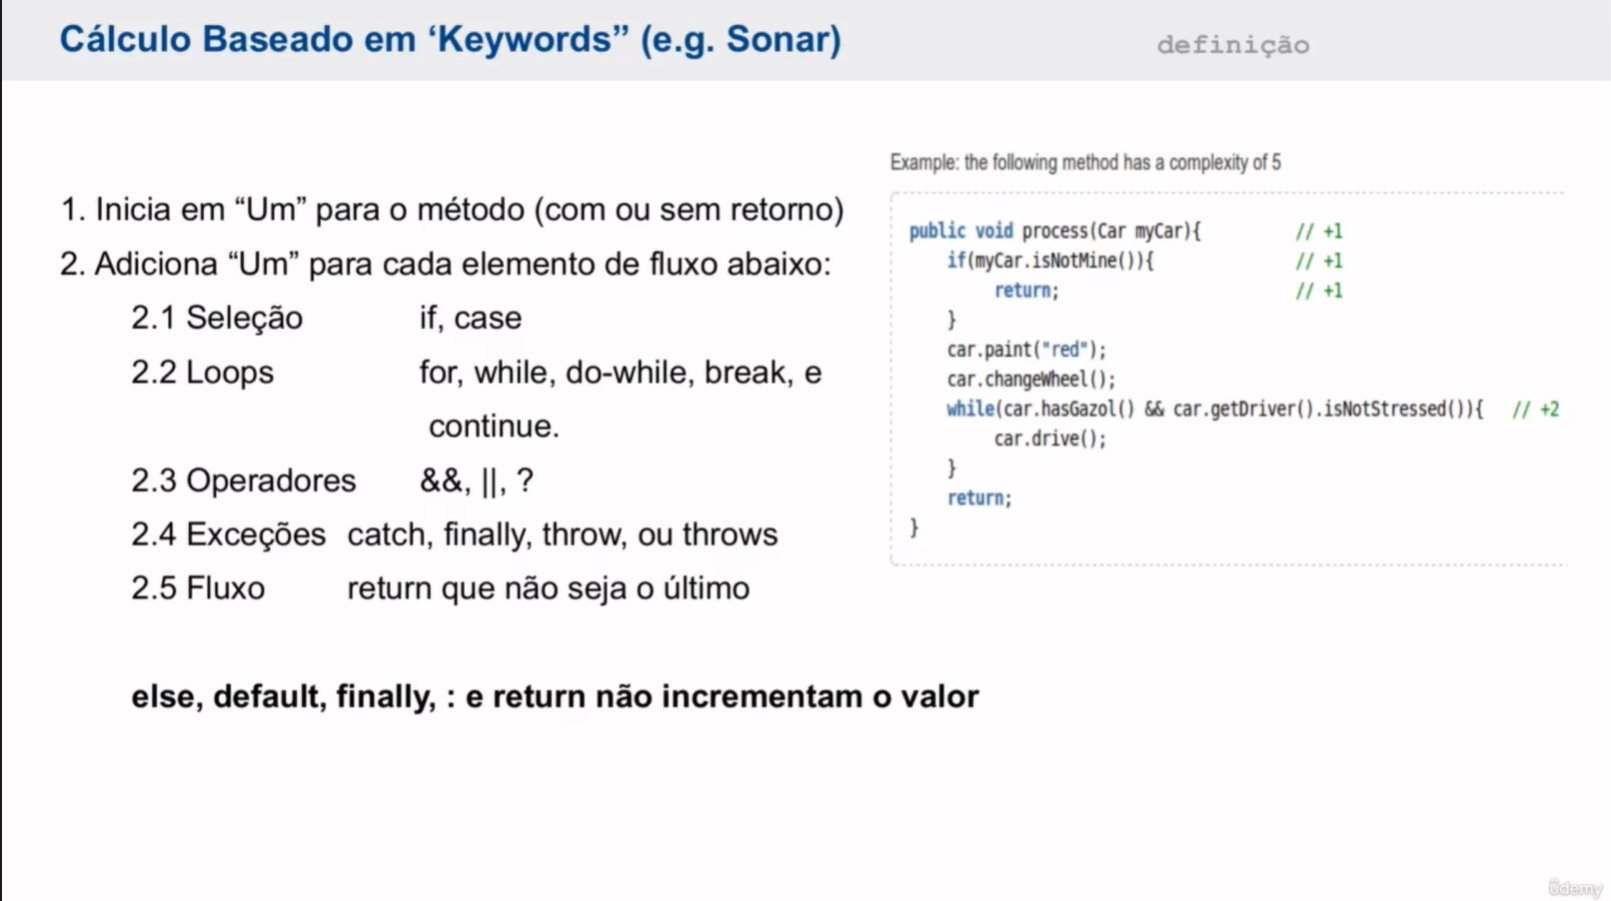 Cálculo Baseado em ‘Keywords” (e.g. Sonar)
definição
1. Inicia em “Um” para o método (com ou sem retorno)
2. Adiciona “Um” para cada elemento de fluxo abaixo:
2.1 Seleção if, case
2.2 Loops for, while, do-while, break, e
continue.
2.3 Operadores &&, ||, ?
2.4 Exceções catch, finally, throw, ou throws
2.5 Fluxo return que não seja o último
else, default, finally, : e return não incrementam o valor
Example: the following method has a complexity of 5
public void process(Car myCar){ // +1
if(myCar.isNotMine()){ // +1
return; // +1
}
car.paint("red");
car.changeWheel();
while(car.hasGazol() && car.getDriver().isNotStressed()){ // +2
car.drive();
}
return;
}
ûdemy